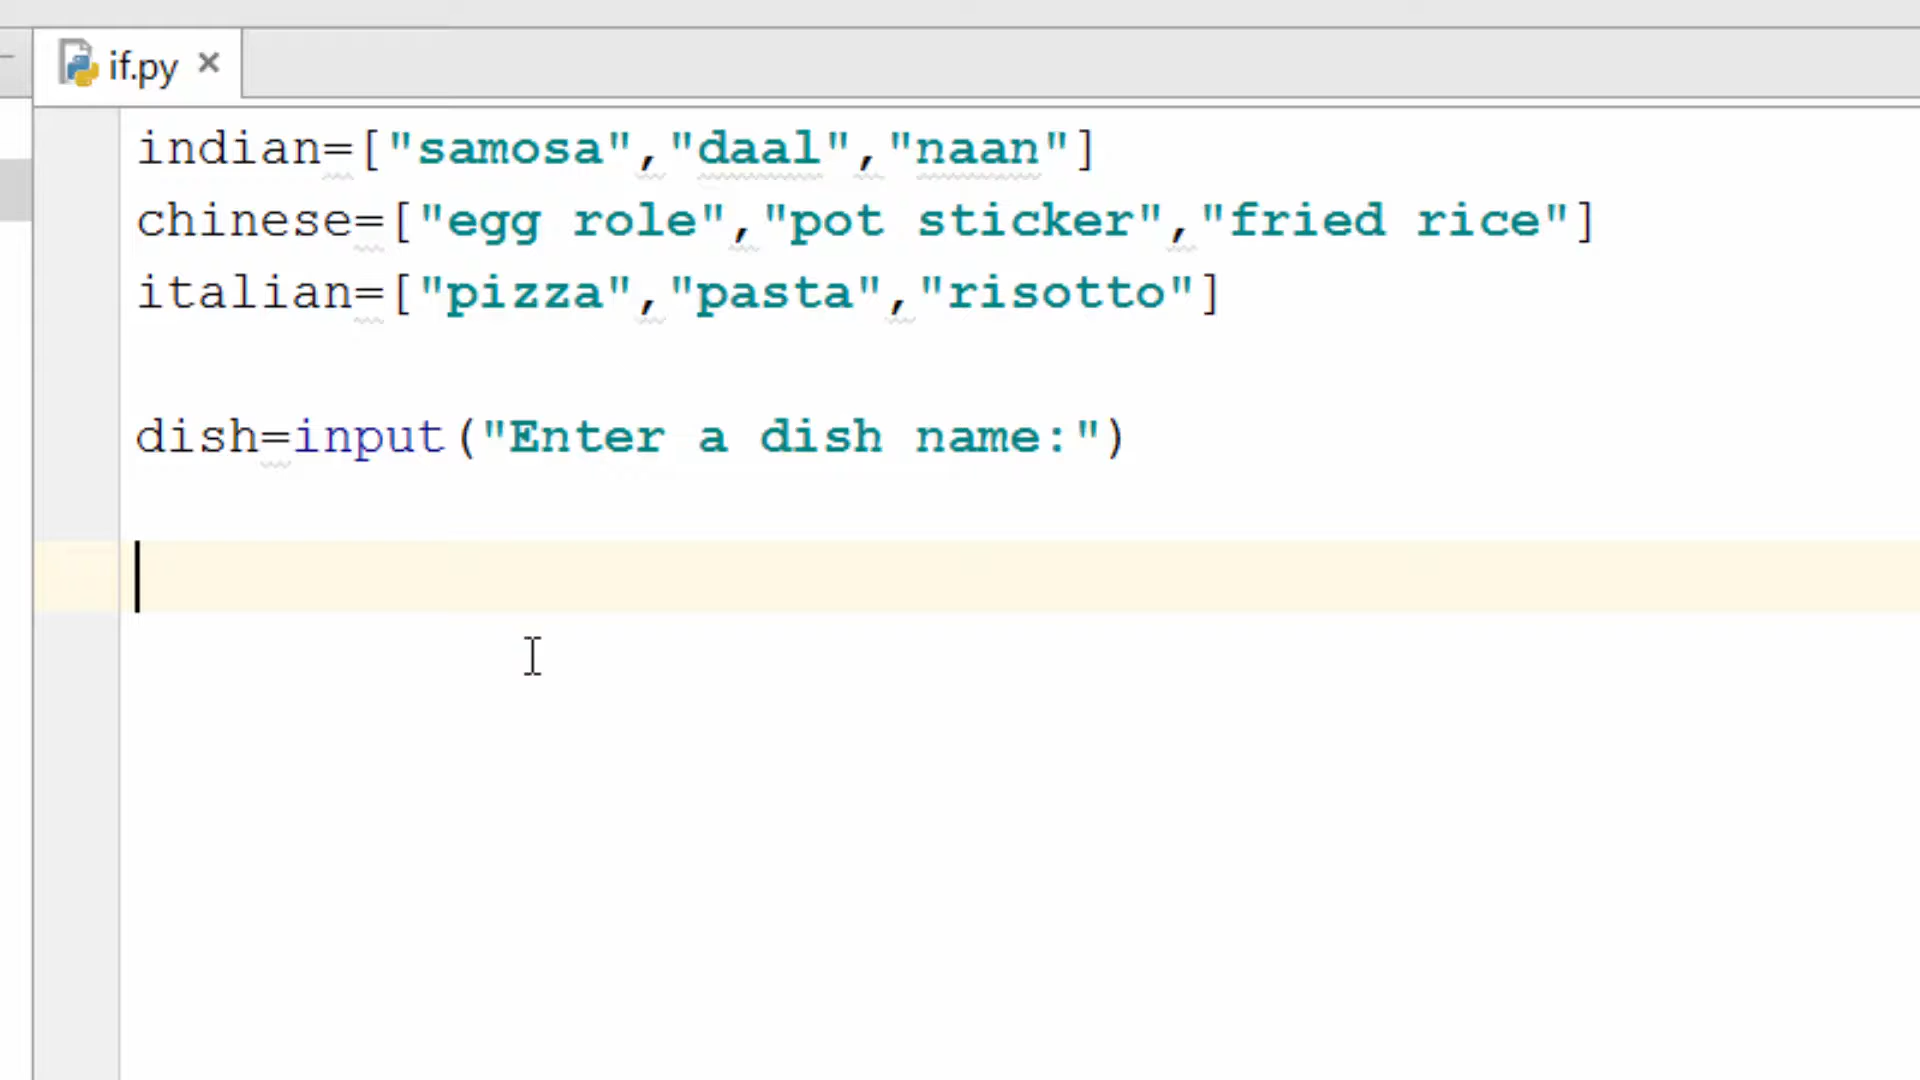 if.py
indian=["samosa","daal","naan"]
chinese=["egg role","pot sticker","fried rice"]
italian=["pizza","pasta","risotto"]
dish=input("Enter a dish name:")